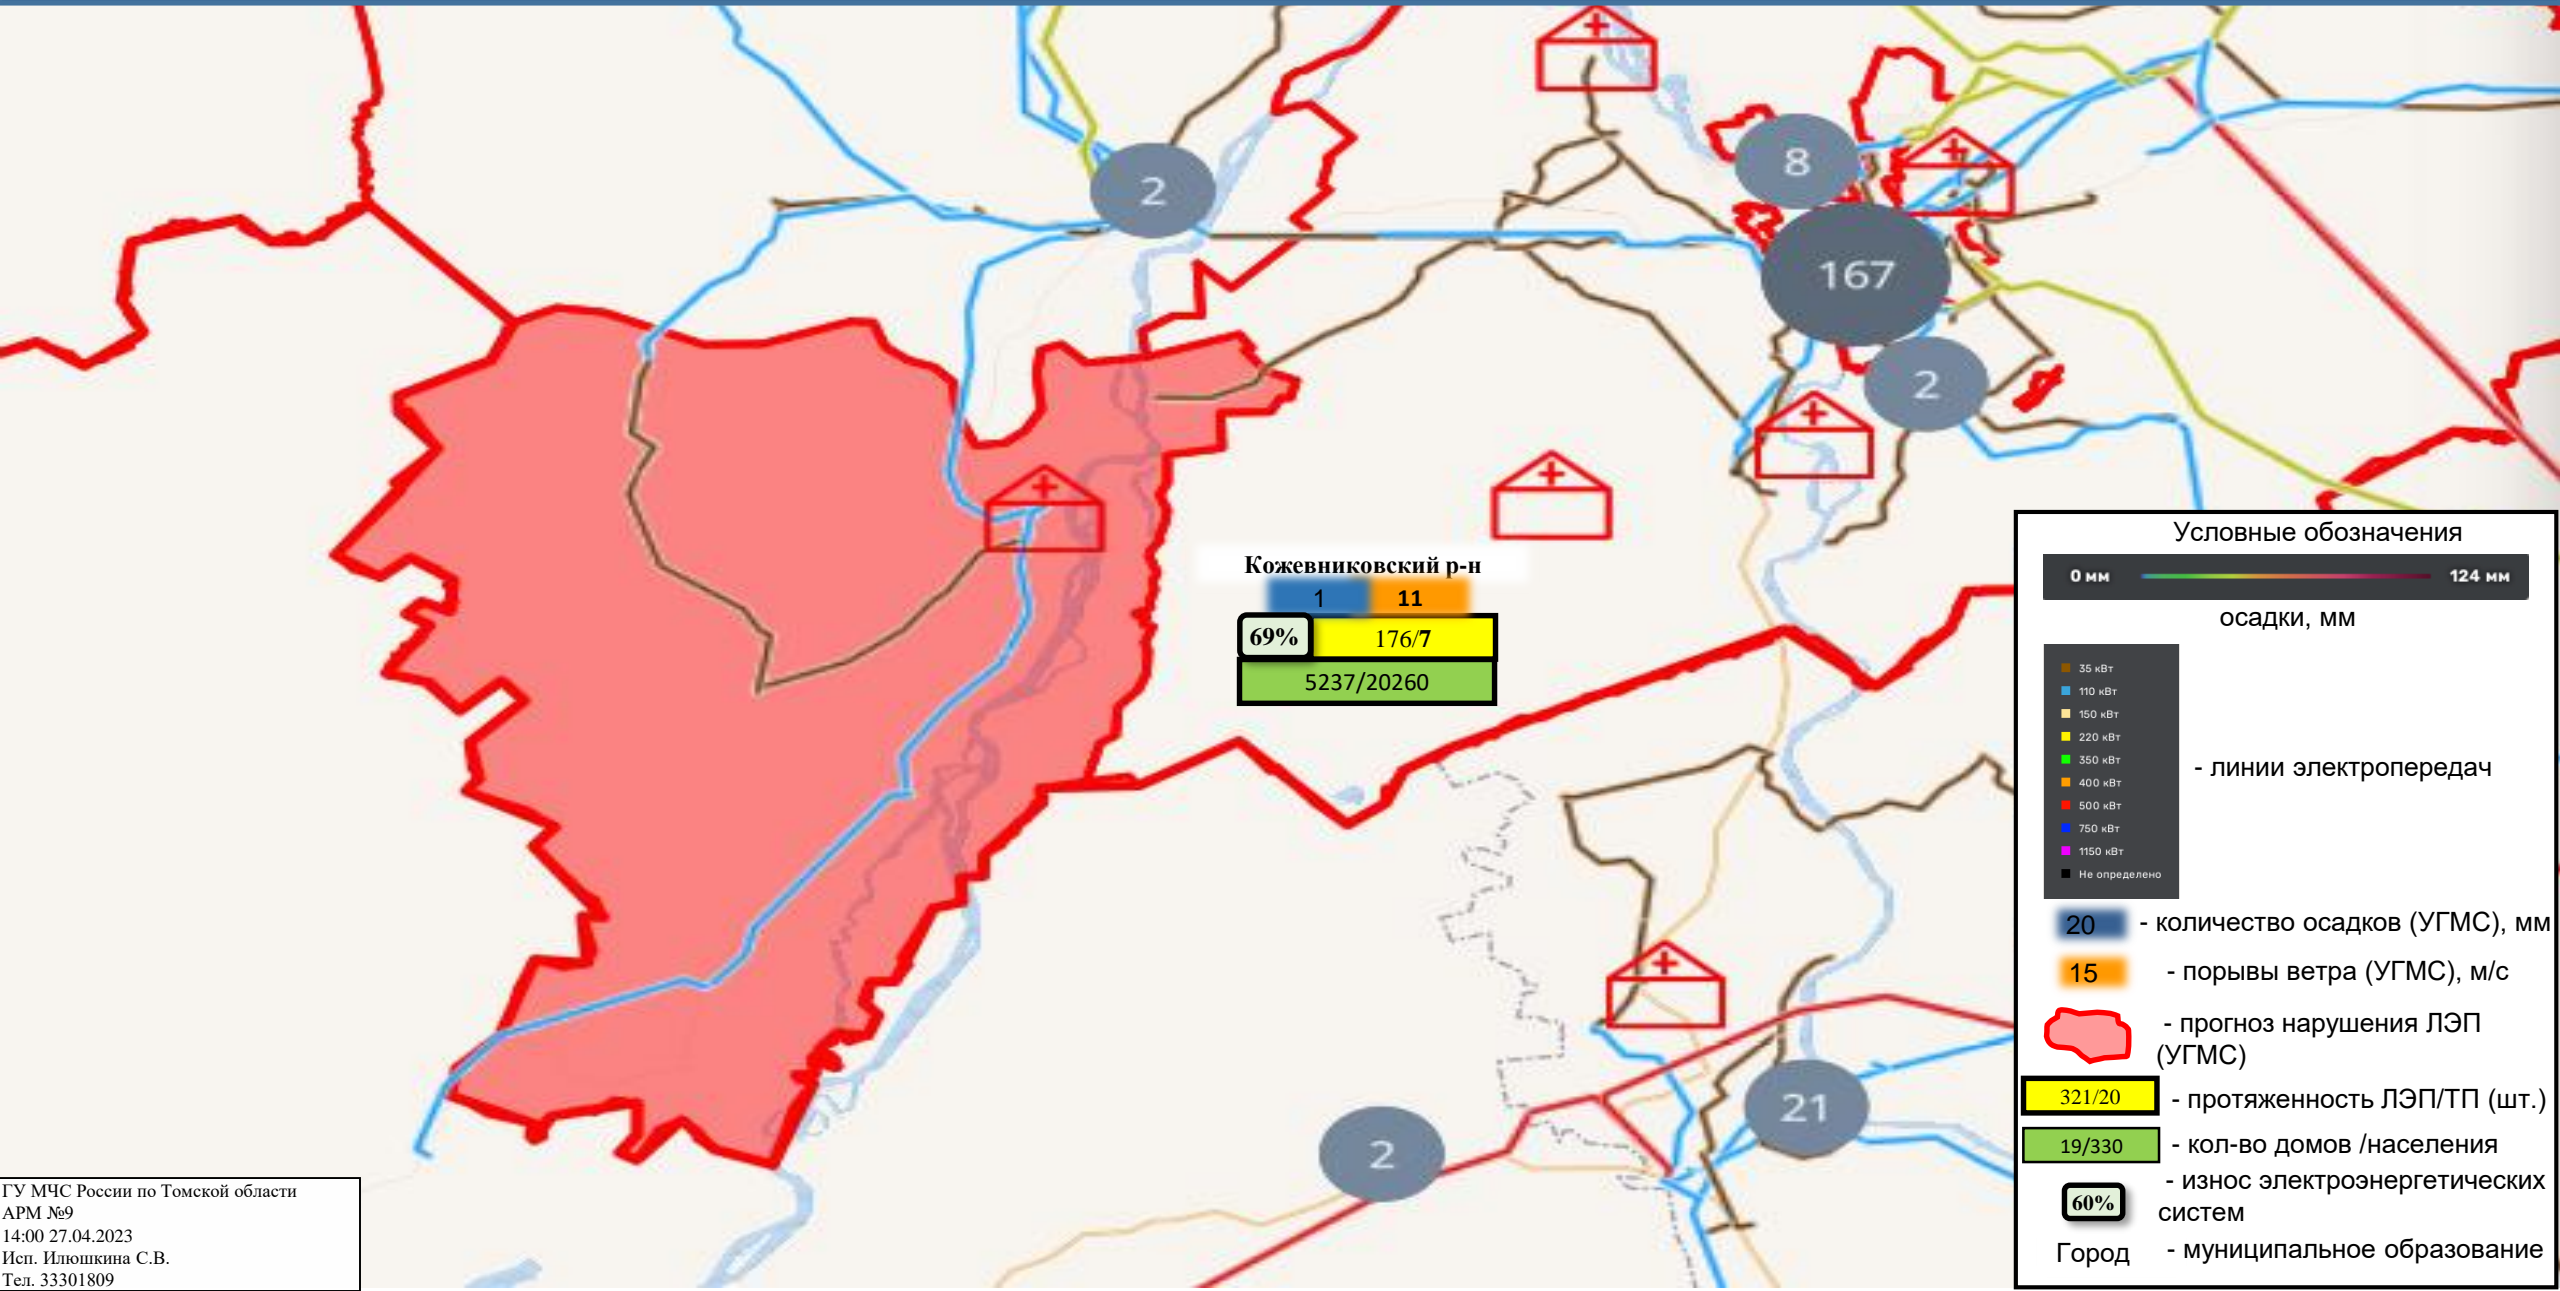 8
2
167
2
Кожевниковский р-н
1 11
69% 176/7
5237/20260
2
21
Условные обозначения
0 мм 124 мм
осадки, мм
35 кВт
110 кВт
150 кВт
220 кВт
350 кВт
400 кВт
500 кВт
750 кВт
1150 кВт
Не определено
- линии электропередач
20 - количество осадков (УГМС), мм
15 - порывы ветра (УГМС), м/с
- прогноз нарушения ЛЭП
(УГМС)
321/20 - протяженность ЛЭП/ТП (шт.)
19/330 - кол-во домов /населения
60% - износ электроэнергетических
систем
Город - муниципальное образование
ГУ МЧС России по Томской области
АРМ №9
14:00 27.04.2023
Исп. Илюшкина С.В.
Тел. 33301809